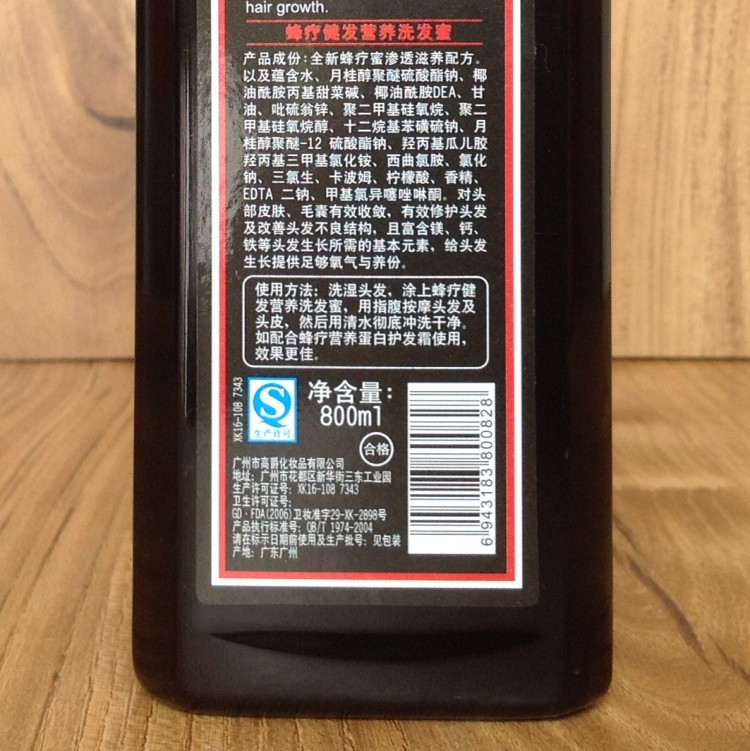 hair growth.
蜂疗健发营养洗发蜜
产品成份：全新蜂疗蜜渗透滋养配方。
以及蕴含水、月桂醇聚醚硫酸酯钠、椰
油酰胺丙基甜菜碱、椰油酰胺DEA、甘
油、吡硫翁锌、聚二甲基硅氧烷、聚二
甲基硅氧烷醇、十二烷基苯磺硫钠、月
桂醇聚醚-12 硫酸酯钠、羟丙基瓜儿胶
羟丙基三甲基氯化铵、西曲氯胺、氯化
钠、三氯生、卡波姆、柠檬酸、香精、
EDTA 二钠、甲基氯异噻唑啉酮。对头
部皮肤、毛囊有效收敛，有效修护头发
及改善头发不良结构，且富含镁、钙、
铁等头发生长所需的基本元素，给头发
生长提供足够氧气与养份。
使用方法：洗湿头发，涂上蜂疗健
发营养洗发蜜，用指腹按摩头发及
头皮，然后用清水彻底冲洗干净。
如配合蜂疗营养蛋白护发霜使用，
效果更佳。
XK16-108 7343
生产许可
净含量：
800ml
合格
广州市高爵化妆品有限公司
地址：广州市花都区新华街三东工业园
生产许可证号：XK16-108 7343
卫生许可证号：
GD·FDA(2006)卫妆准字29-XK-2898号
产品执行标准号：QB/T 1974-2004
请在标示日期前使用及生产批号：见包装
产地：广东广州
6 943183 800828